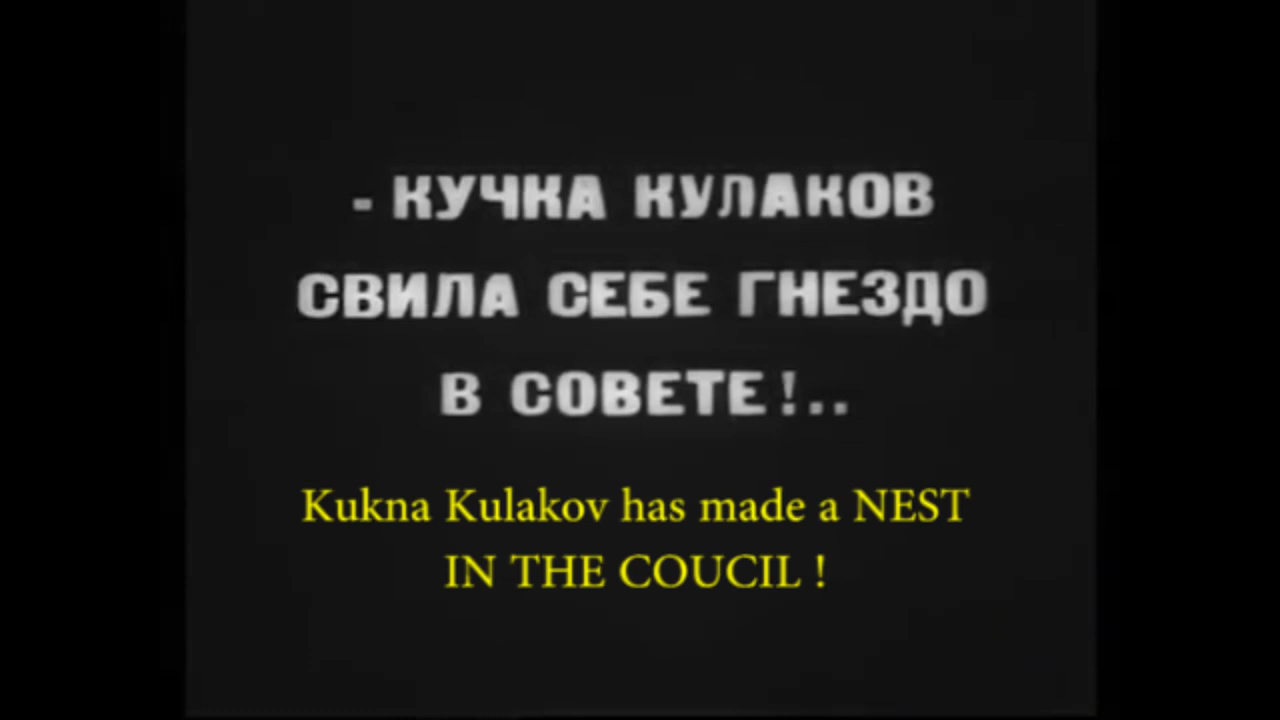 - КУЧКА КУЛАКОВ
СВИЛА СЕБЕ ГНЕЗДО
В СОВЕТЕ!..
Kukna Kulakov has made a NEST
IN THE COUCIL !